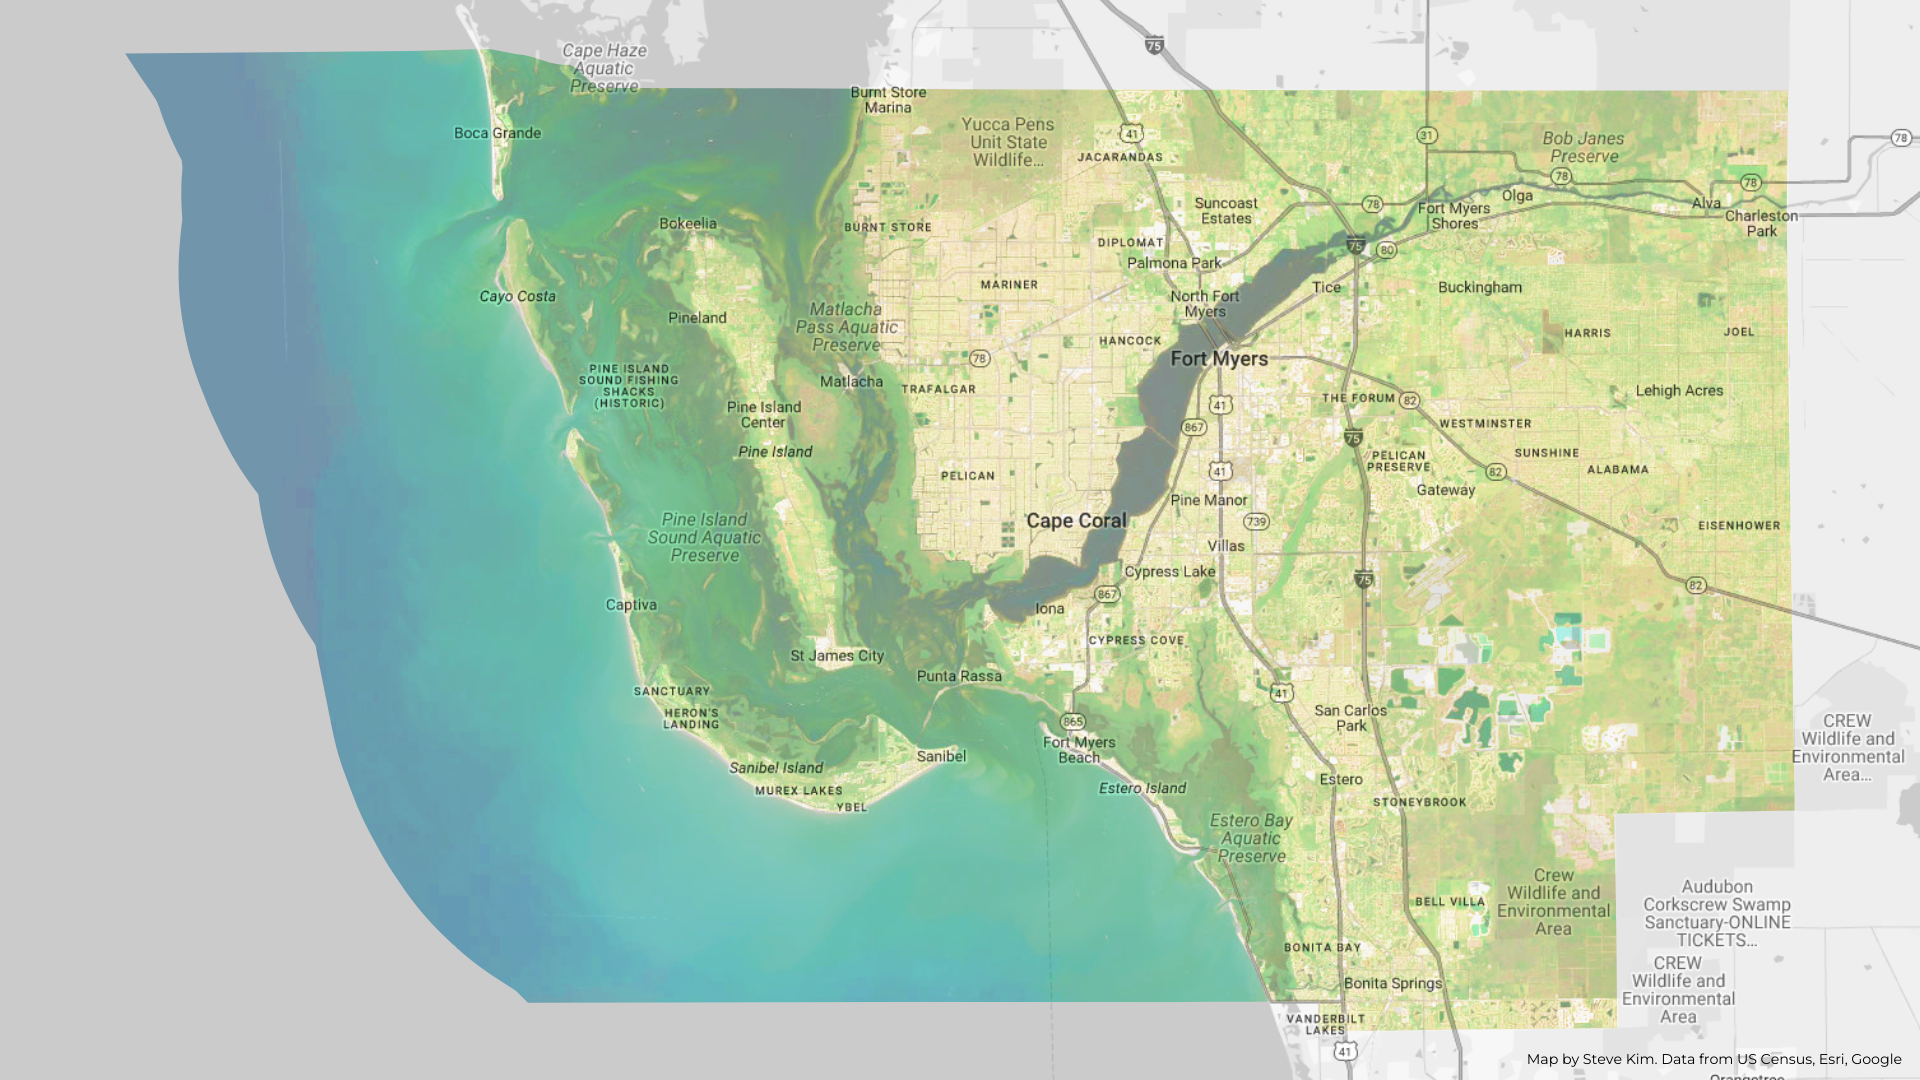 Cape Haze
Aquatic
Preserve
75
Burnt Store
Marina
Boca Grande
Yucca Pens
Unit State
Wildlife...
41
JACARANDAS
31
Bob Janes
Preserve
78
78
78
Bokeelia
BURNT STORE
Suncoast
Estates
78
Fort Myers
Shores
Olga
Alva
Charleston
Park
DIPLOMAT
Palmona Park
75
80
Cayo Costa
MARINER
North Fort
Myers
Tice
Buckingham
Pineland
Matlacha
Pass Aquatic
Preserve
HANCOCK
HARRIS
JOEL
78
Fort Myers
PINE ISLAND
SOUND FISHING
SHACKS
(HISTORIC)
Matlacha
TRAFALGAR
THE FORUM
82
Lehigh Acres
Pine Island
Center
41
867
WESTMINSTER
75
Pine Island
PELICAN
PRESERVE
SUNSHINE
ALABAMA
PELICAN
41
82
Gateway
Pine Manor
Pine Island
Sound Aquatic
Preserve
Cape Coral
739
EISENHOWER
Villas
Cypress Lake
75
82
Captiva
867
Iona
CYPRESS COVE
St James City
Punta Rassa
SANCTUARY
41
HERON'S
LANDING
865
San Carlos
Park
CREW
Wildlife and
Environmental
Area...
Fort Myers
Beach
Sanibel
Sanibel Island
Estero
Estero Island
MUREX LAKES
YBEL
STONEYBROOK
Estero Bay
Aquatic
Preserve
Crew
Wildlife and
Environmental
Area
Audubon
Corkscrew Swamp
Sanctuary-ONLINE
TICKETS...
BELL VILLA
BONITA BAY
CREW
Wildlife and
Environmental
Area
Bonita Springs
VANDERBILT
LAKES
41
Map by Steve Kim. Data from US Census, Esri, Google